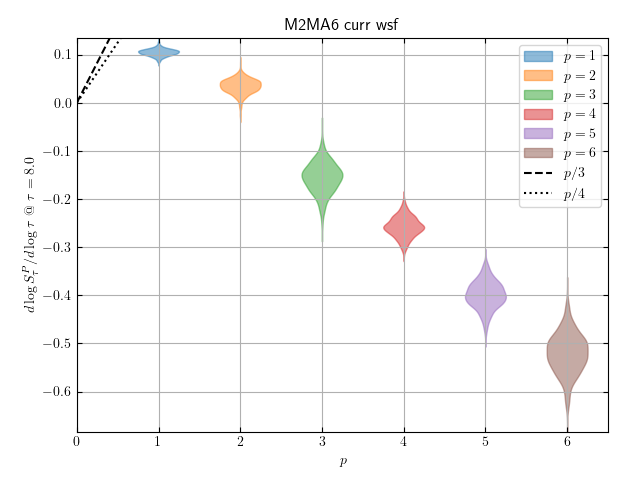 M2MA6 curr wsf
d log S_τ^P / d log τ @ τ = 8.0
0.1
0.0
−0.1
−0.2
−0.3
−0.4
−0.5
−0.6
p = 1
p = 2
p = 3
p = 4
p = 5
p = 6
p/3
p/4
0 1 2 3 4 5 6
p